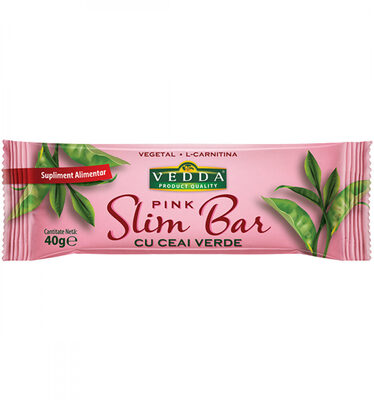 VEGETAL • L-CARNITINA
Supliment Alimentar
VEDDA
PRODUCT QUALITY
PINK
Slim Bar
CU CEAI VERDE
Cantitate Netă:
40g℮